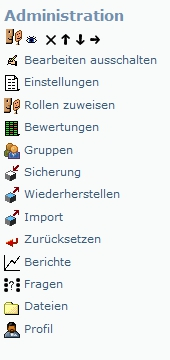 Administration
Bearbeiten ausschalten
Einstellungen
Rollen zuweisen
Bewertungen
Gruppen
Sicherung
Wiederherstellen
Import
Zurücksetzen
Berichte
Fragen
Dateien
Profil